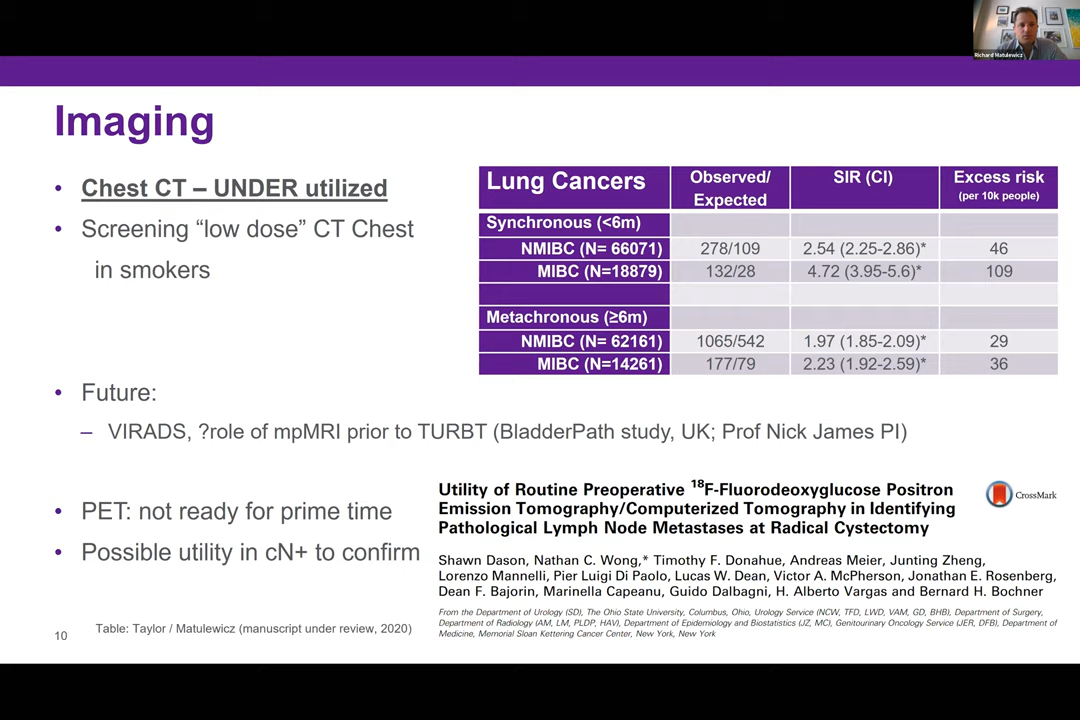 Richard Matulewicz
Imaging
• Chest CT – UNDER utilized
• Screening “low dose” CT Chest
in smokers
Lung Cancers Observed/ Expected SIR (CI) Excess risk (per 10k people)
Synchronous (<6m)
NMIBC (N= 66071) 278/109 2.54 (2.25-2.86)* 46
MIBC (N=18879) 132/28 4.72 (3.95-5.6)* 109
Metachronous (≥6m)
NMIBC (N= 62161) 1065/542 1.97 (1.85-2.09)* 29
MIBC (N=14261) 177/79 2.23 (1.92-2.59)* 36
• Future:
– VIRADS, ?role of mpMRI prior to TURBT (BladderPath study, UK; Prof Nick James PI)
• PET: not ready for prime time
• Possible utility in cN+ to confirm
Utility of Routine Preoperative 18F-Fluorodeoxyglucose Positron
Emission Tomography/Computerized Tomography in Identifying
Pathological Lymph Node Metastases at Radical Cystectomy
CrossMark
Shawn Dason, Nathan C. Wong,* Timothy F. Donahue, Andreas Meier, Junting Zheng,
Lorenzo Mannelli, Pier Luigi Di Paolo, Lucas W. Dean, Victor A. McPherson, Jonathan E. Rosenberg,
Dean F. Bajorin, Marinella Capeanu, Guido Dalbagni, H. Alberto Vargas and Bernard H. Bochner
From the Department of Urology (SD), The Ohio State University, Columbus, Ohio, Urology Service (NCW, TFD, LWD, VAM, GD, BHB), Department of Surgery,
Department of Radiology (AM, LM, PLDP, HAV), Department of Epidemiology and Biostatistics (JZ, MC), Genitourinary Oncology Service (JER, DFB), Department of
Medicine, Memorial Sloan Kettering Cancer Center, New York, New York
10
Table: Taylor / Matulewicz (manuscript under review, 2020)